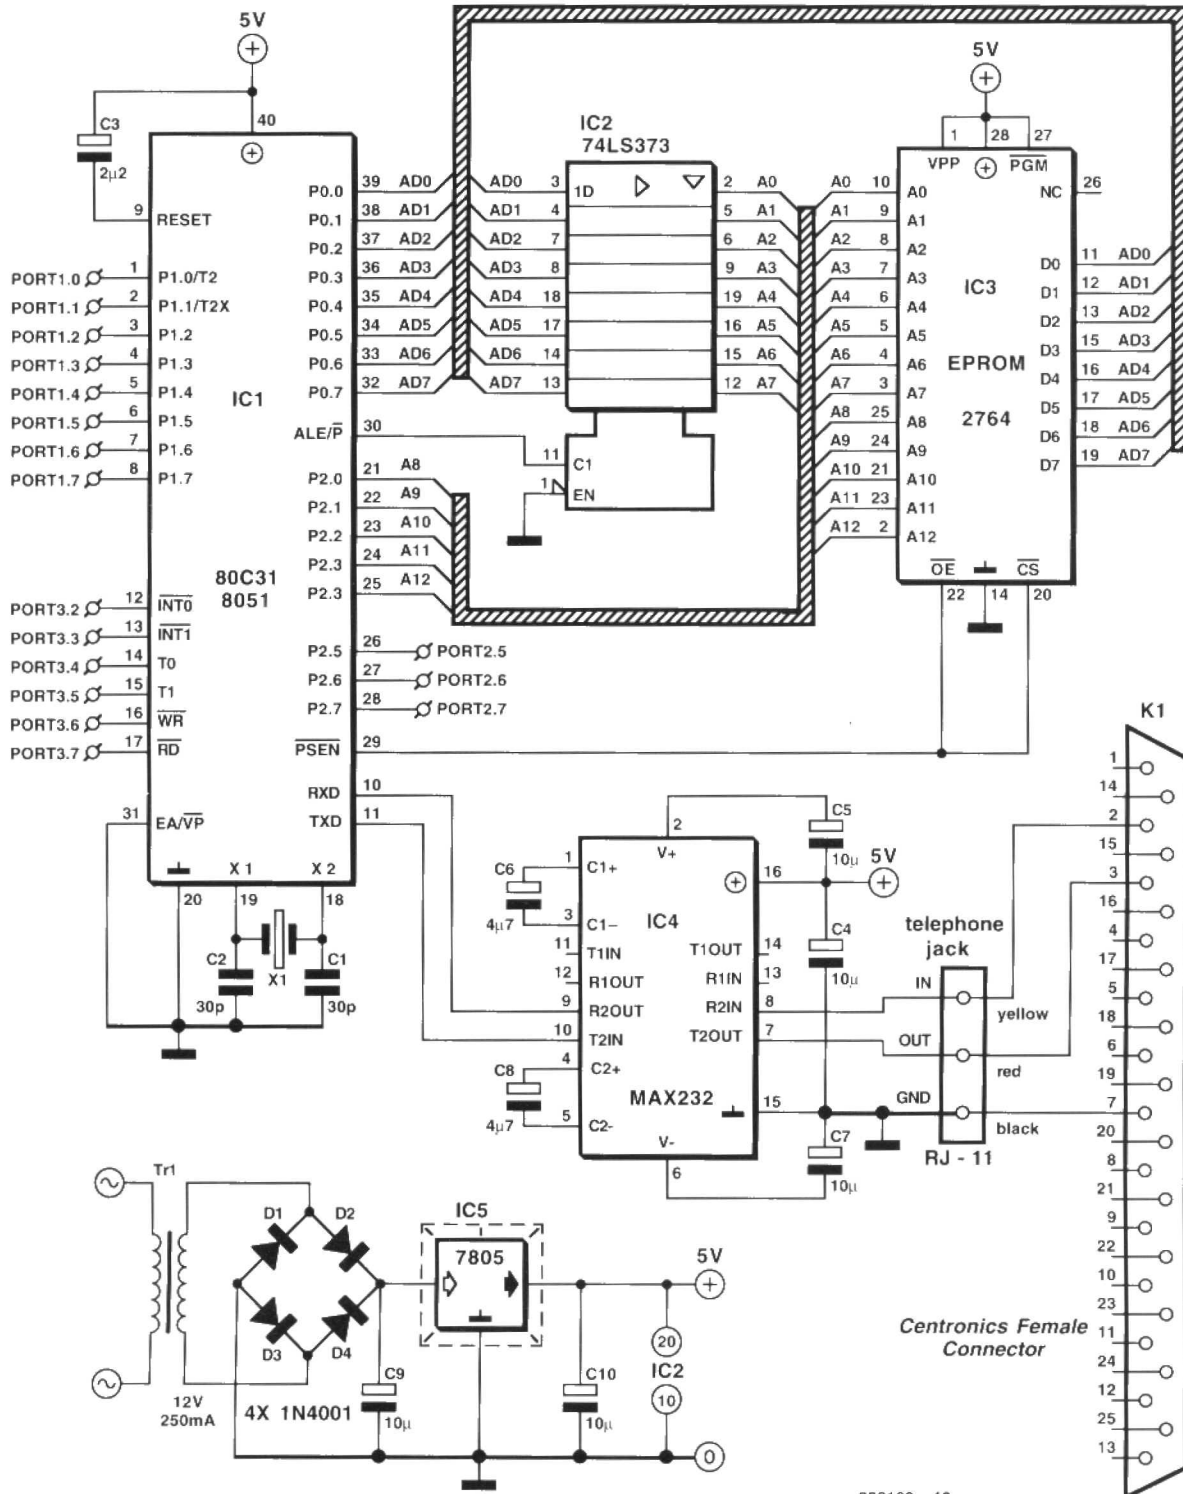 5V
C3
2µ2
40
IC2
74LS373
5V
9
RESET
PORT1.0 1 P1.0/T2
PORT1.1 2 P1.1/T2X
PORT1.2 3 P1.2
PORT1.3 4 P1.3
PORT1.4 5 P1.4
PORT1.5 6 P1.5
PORT1.6 7 P1.6
PORT1.7 8 P1.7
IC1
80C31
8051
PORT3.2 12 INT0
PORT3.3 13 INT1
PORT3.4 14 T0
PORT3.5 15 T1
PORT3.6 16 WR
PORT3.7 17 RD
31 EA/VP
P0.0 39 AD0
P0.1 38 AD1
P0.2 37 AD2
P0.3 36 AD3
P0.4 35 AD4
P0.5 34 AD5
P0.6 33 AD6
P0.7 32 AD7
ALE/P 30
P2.0 21 A8
P2.1 22 A9
P2.2 23 A10
P2.3 24 A11
P2.3 25 A12
P2.5 26 PORT2.5
P2.6 27 PORT2.6
P2.7 28 PORT2.7
PSEN 29
RXD 10
TXD 11
X1 X2
20 19 18
C2 X1 C1
30p 30p
AD0 3 1D 2 A0
AD1 4 5 A1
AD2 7 6 A2
AD3 8 9 A3
AD4 18 19 A4
AD5 17 16 A5
AD6 14 15 A6
AD7 13 12 A7
11 C1
1 EN
1 28 27
VPP PGM
A0 10 A0
A1 9 A1
A2 8 A2
A3 7 A3
A4 6 A4
A5 5 A5
A6 4 A6
A7 3 A7
A8 25 A8
A9 24 A9
A10 21 A10
A11 23 A11
A12 2 A12
IC3
EPROM
2764
NC 26
D0 11 AD0
D1 12 AD1
D2 13 AD2
D3 15 AD3
D4 16 AD4
D5 17 AD5
D6 18 AD6
D7 19 AD7
OE CS
22 14 20
C6
4µ7
C8
4µ7
2
V+
1 C1+
3 C1–
11 T1IN
12 R1OUT
9 R2OUT
10 T2IN
4 C2+
5 C2-
IC4
MAX232
16
T1OUT 14
R1IN 13
R2IN 8
T2OUT 7
15
V-
6
C5
10µ
5V
C4
10µ
C7
10µ
telephone
jack
IN
yellow
OUT
red
GND
black
RJ - 11
K1
1
14
2
15
3
16
4
17
5
18
6
19
7
20
8
21
9
22
10
23
11
24
12
25
13
Centronics Female
Connector
Tr1
12V
250mA
D1 D2
D3 D4
4X 1N4001
C9
10µ
IC5
7805
C10
10µ
5V
20
IC2
10
0